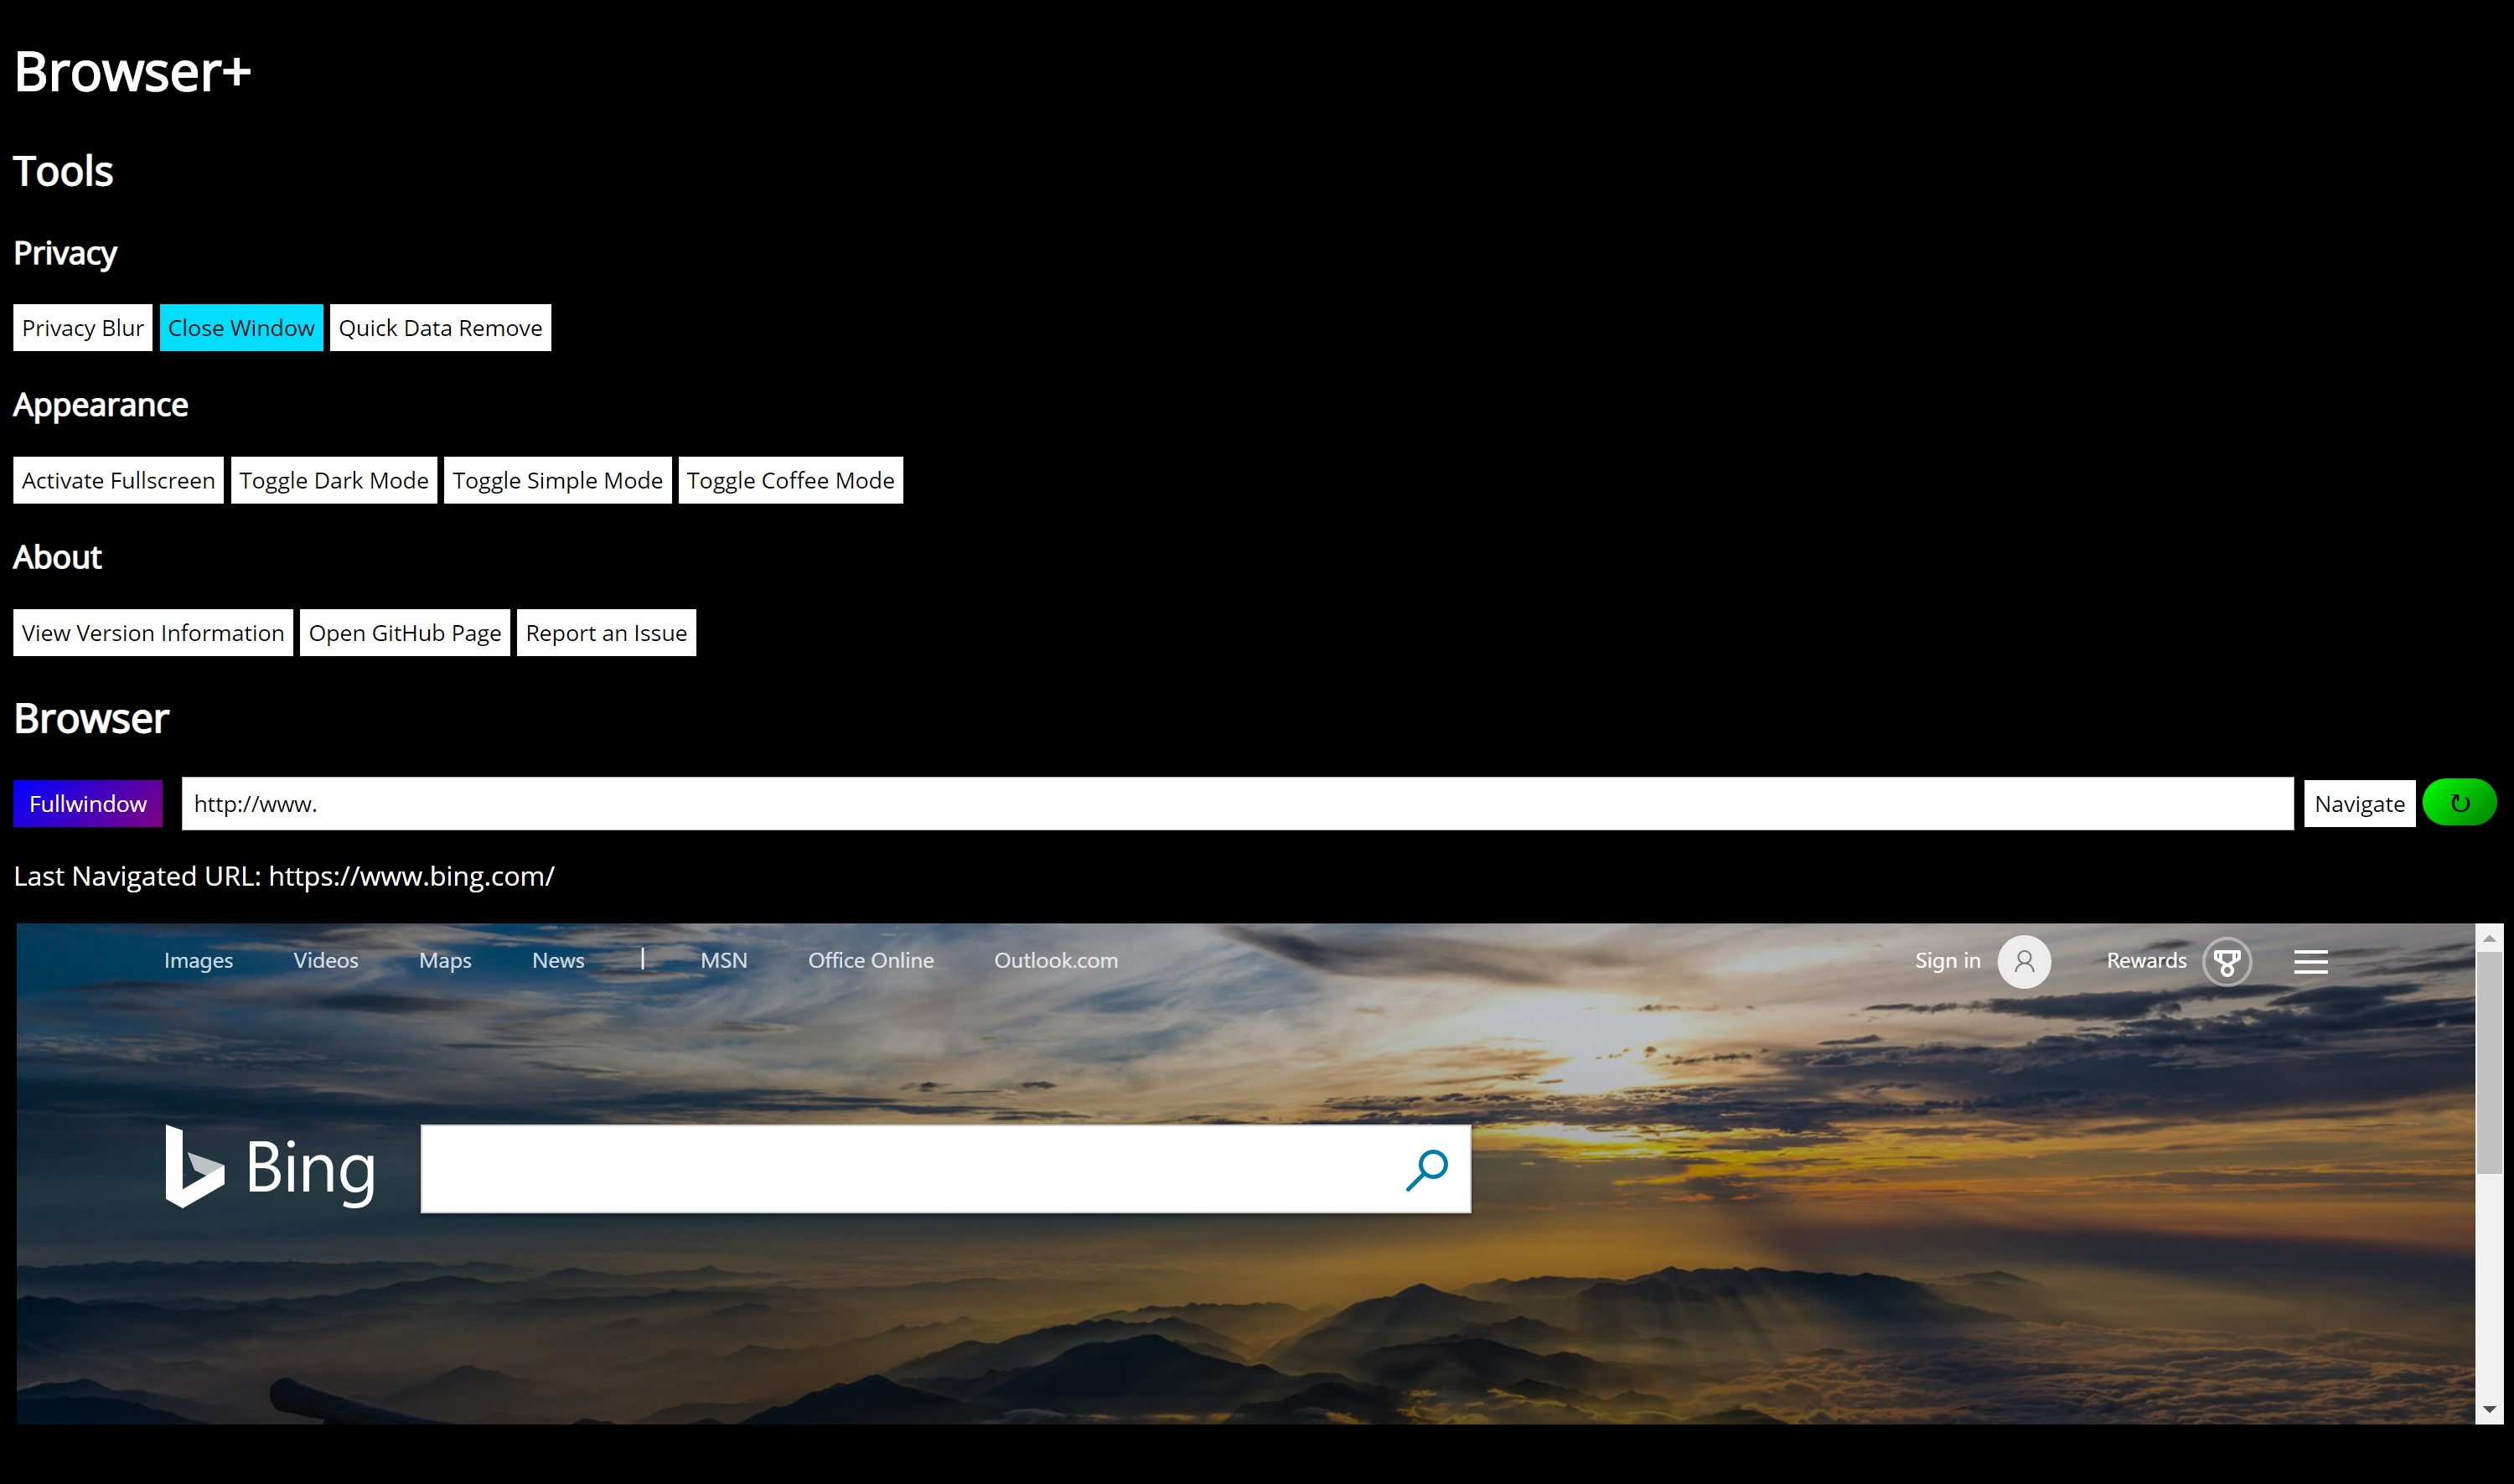 Browser+
Tools
Privacy
Privacy Blur Close Window Quick Data Remove
Appearance
Activate Fullscreen Toggle Dark Mode Toggle Simple Mode Toggle Coffee Mode
About
View Version Information Open GitHub Page Report an Issue
Browser
Fullwindow http://www. Navigate ↻
Last Navigated URL: https://www.bing.com/
Images Videos Maps News | MSN Office Online Outlook.com Sign in Rewards
Bing